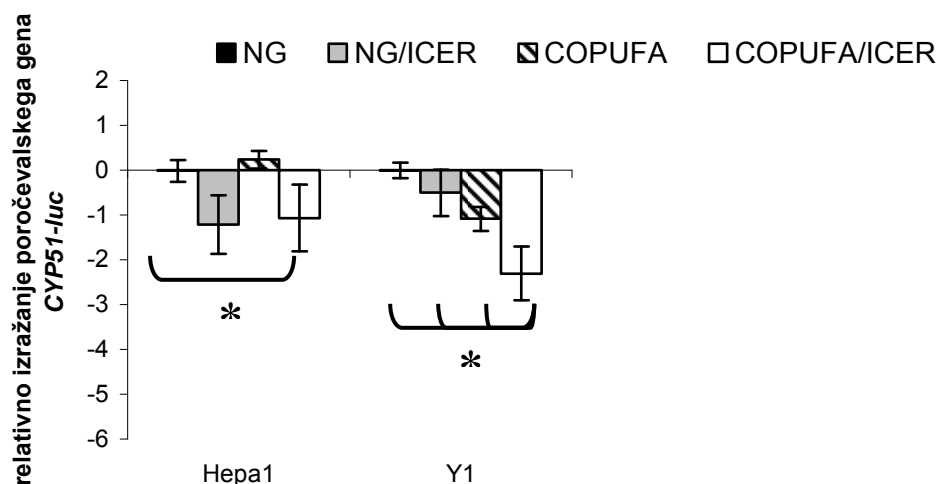 relativno izražanje poročevalskega gena
CYP51-luc
NG NG/ICER COPUFA COPUFA/ICER
2
1
0
-1
-2
-3
-4
-5
-6
*
*
Hepa1 Y1